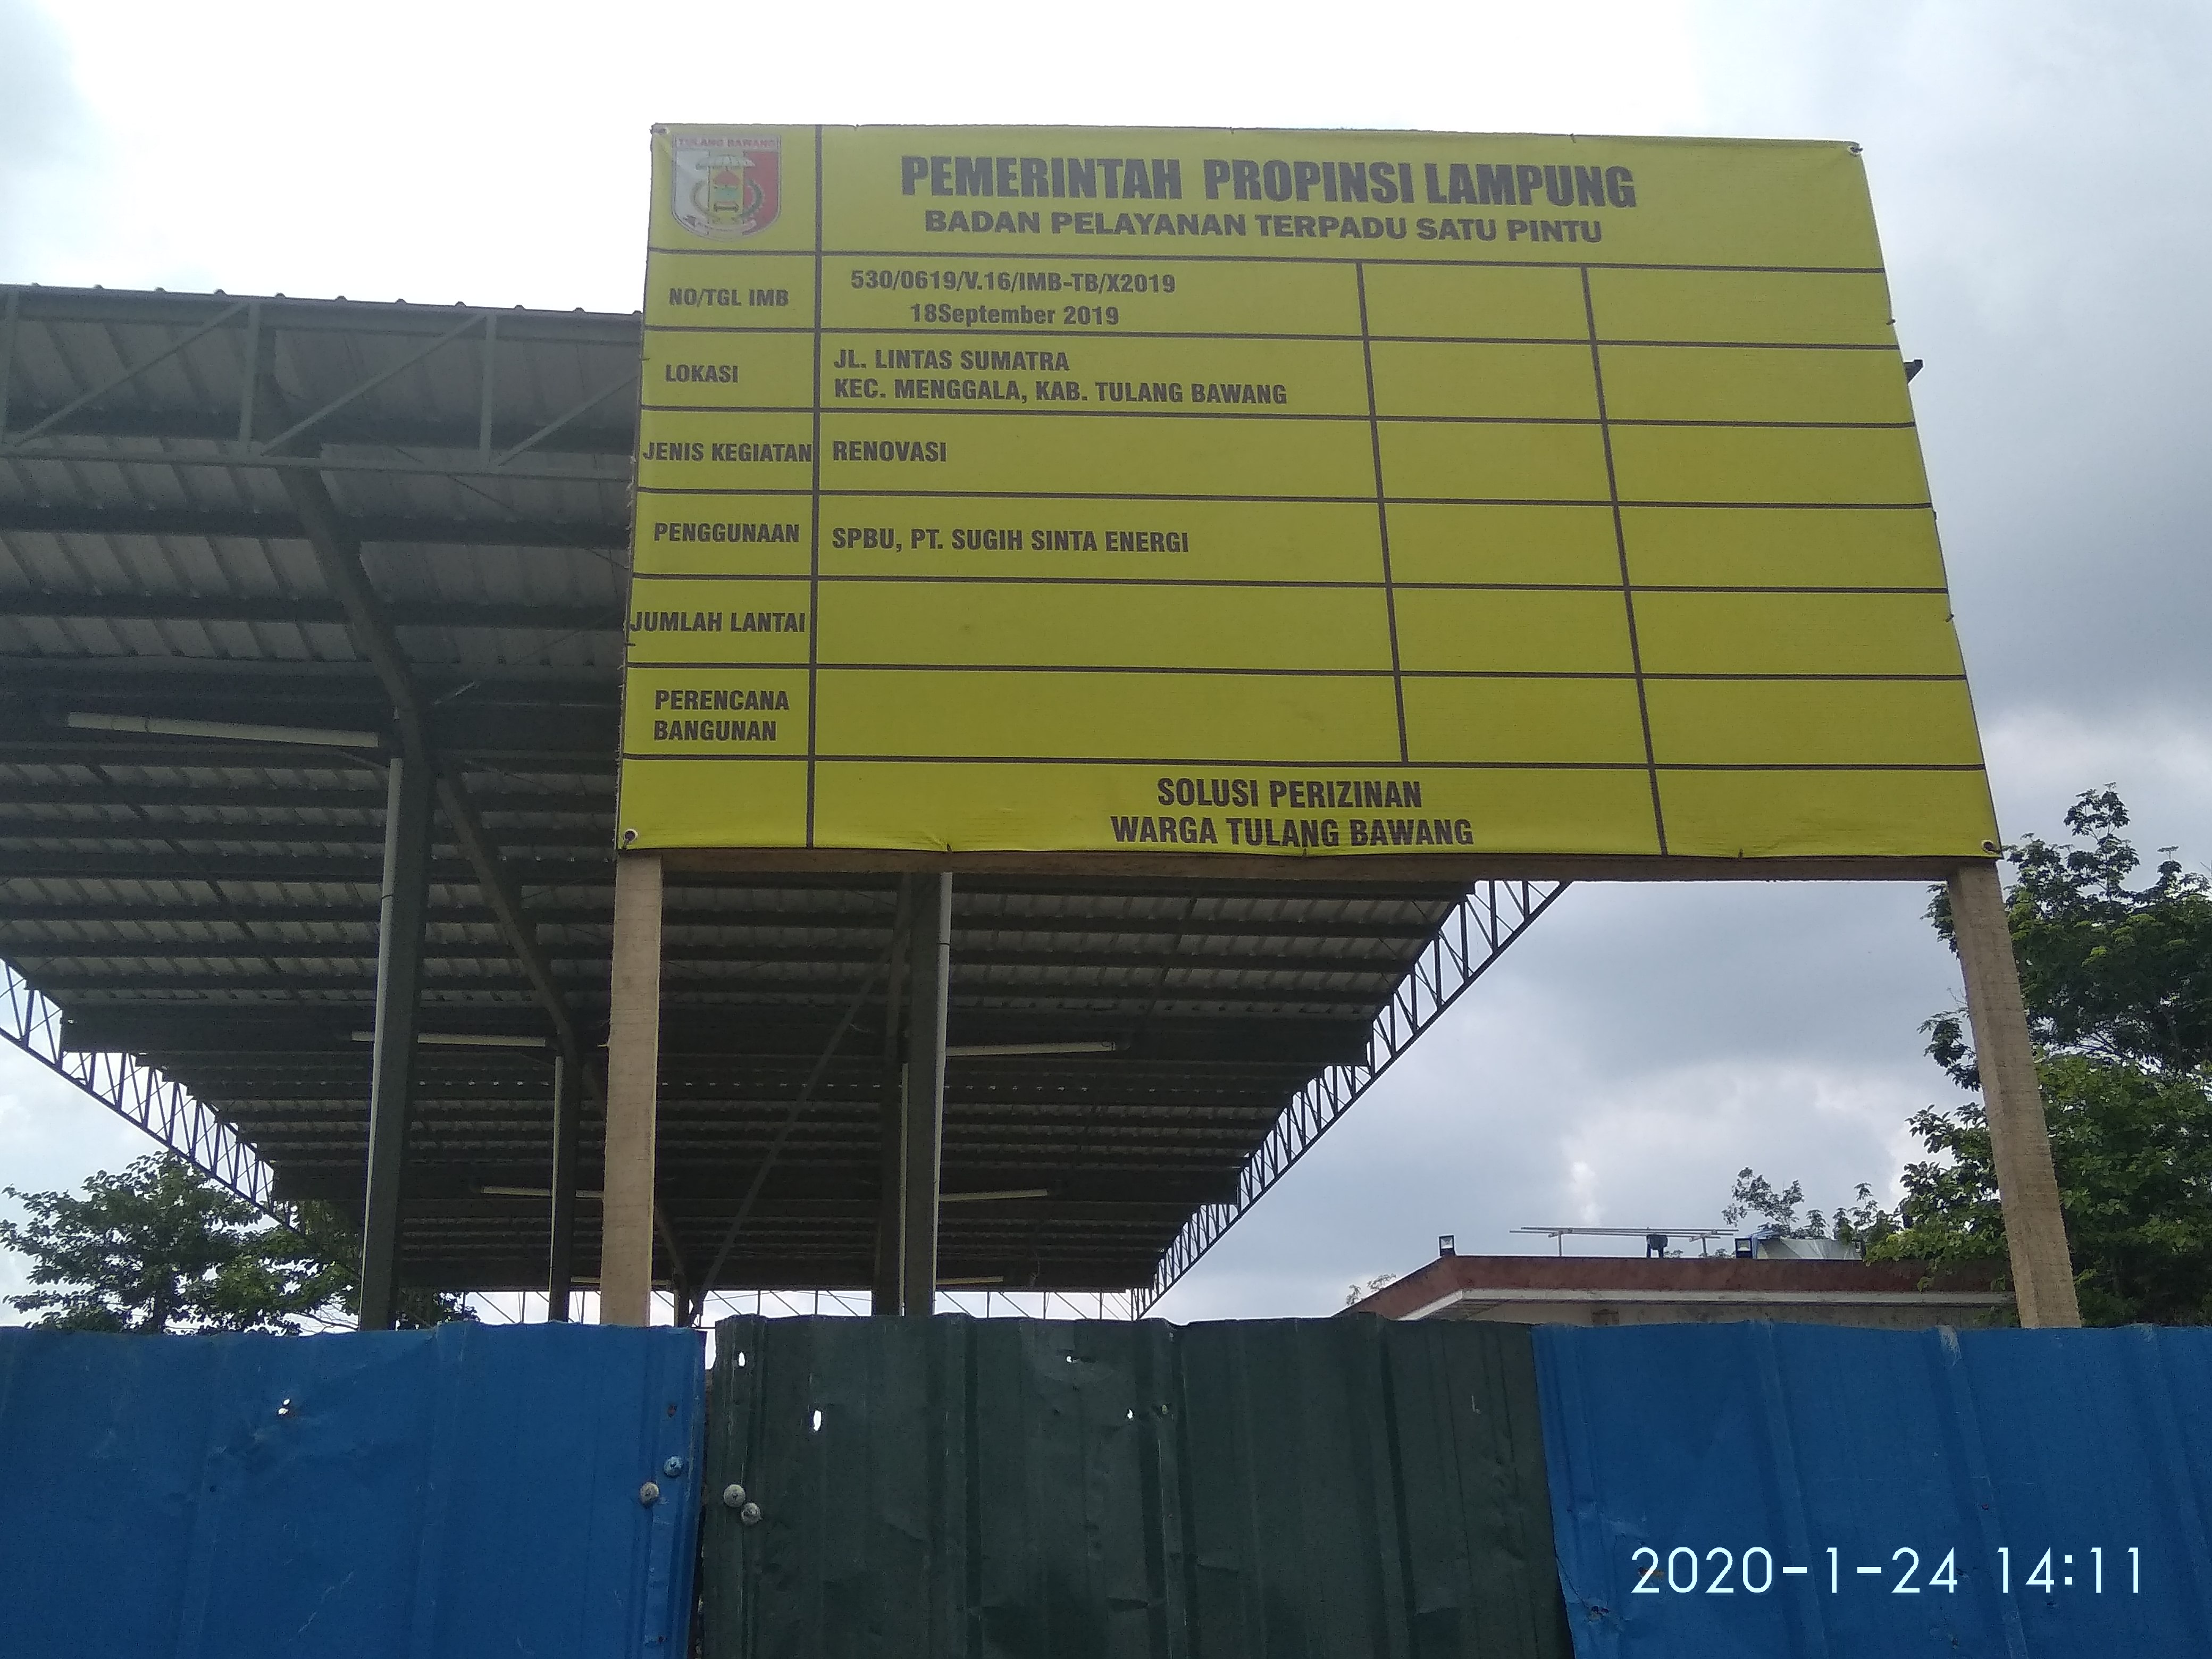 TULANG BAWANG
PEMERINTAH PROPINSI LAMPUNG
BADAN PELAYANAN TERPADU SATU PINTU
NO/TGL IMB
530/0619/V.16/IMB-TB/X2019
18September 2019
LOKASI
JL. LINTAS SUMATRA
KEC. MENGGALA, KAB. TULANG BAWANG
JENIS KEGIATAN
RENOVASI
PENGGUNAAN
SPBU, PT. SUGIH SINTA ENERGI
JUMLAH LANTAI
PERENCANA
BANGUNAN
SOLUSI PERIZINAN
WARGA TULANG BAWANG
2020-1-24 14:11